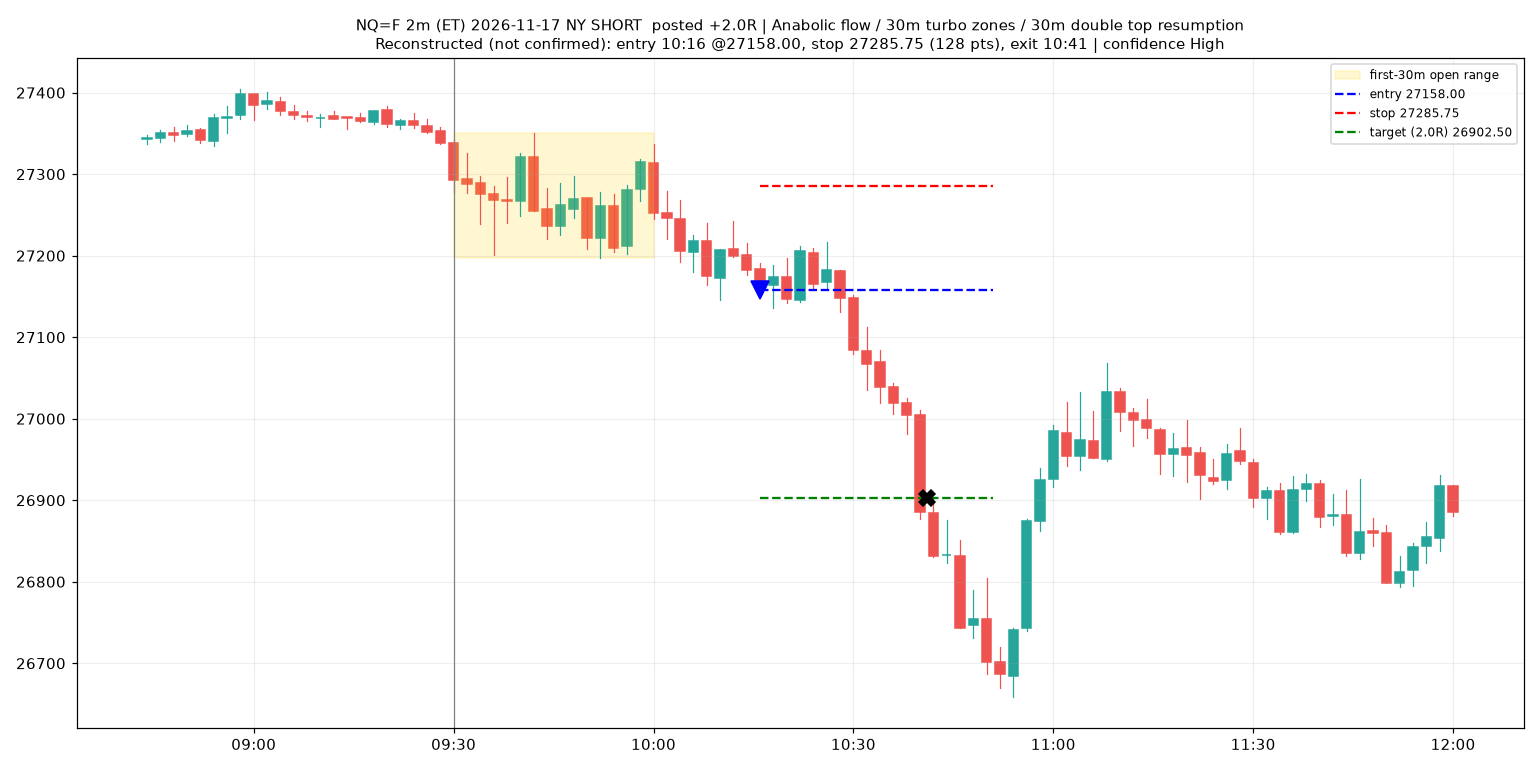 NQ=F 2m (ET) 2026-11-17 NY SHORT  posted +2.0R | Anabolic flow / 30m turbo zones / 30m double top resumption
Reconstructed (not confirmed): entry 10:16 @27158.00, stop 27285.75 (128 pts), exit 10:41 | confidence High
first-30m open range
entry 27158.00
stop 27285.75
target (2.0R) 26902.50
27400
27300
27200
27100
27000
26900
26800
26700
09:00
09:30
10:00
10:30
11:00
11:30
12:00